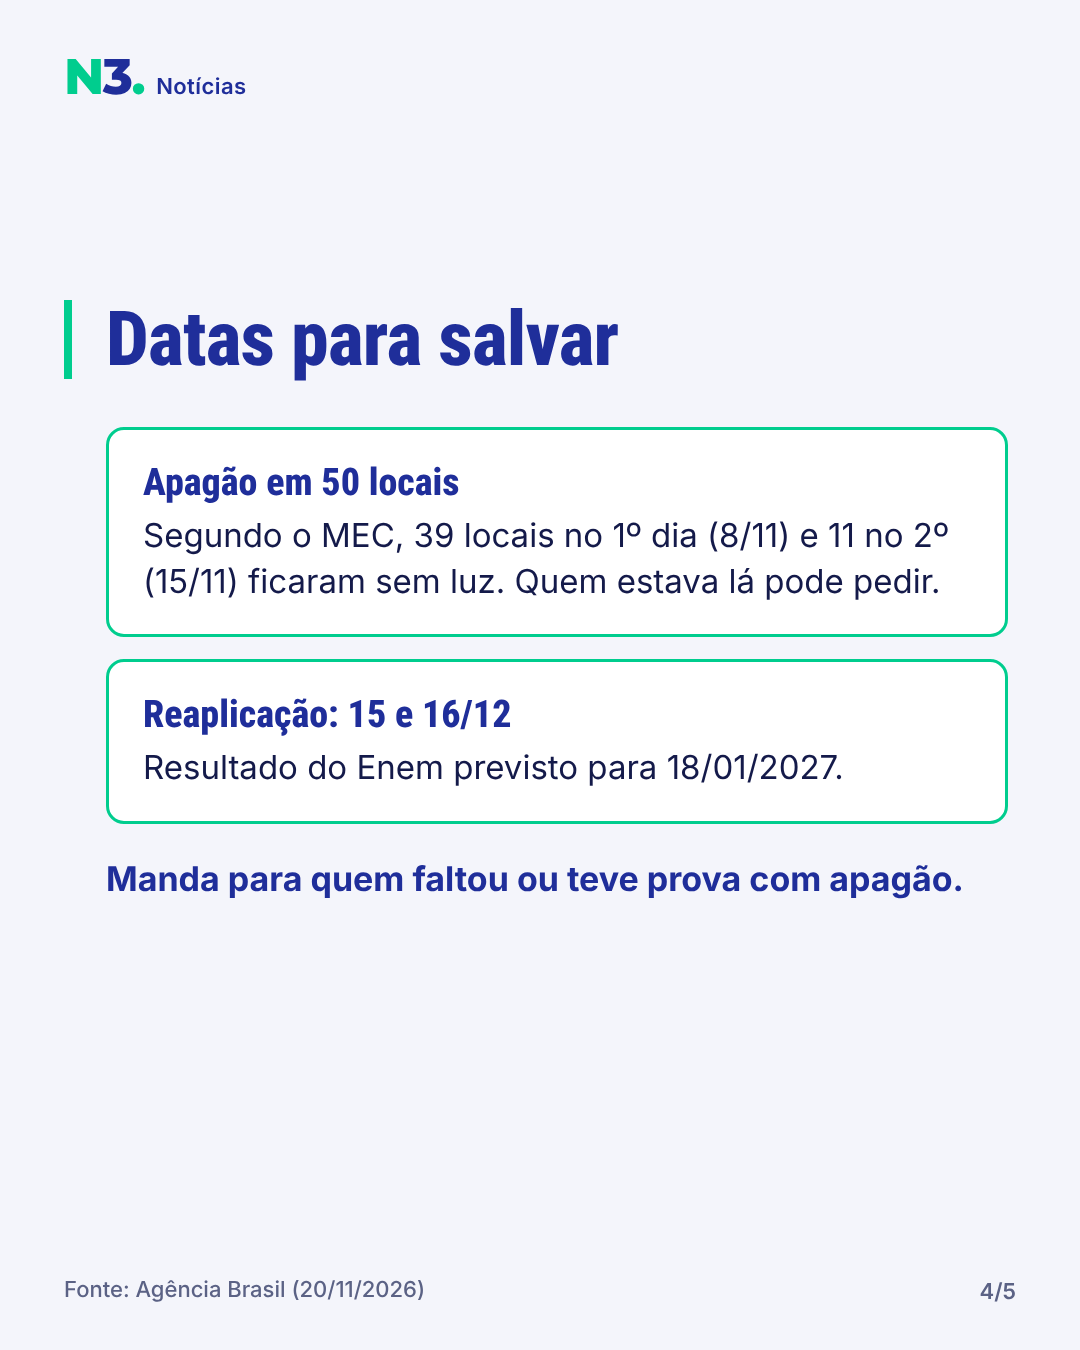 N3. Notícias
Datas para salvar
Apagão em 50 locais
Segundo o MEC, 39 locais no 1º dia (8/11) e 11 no 2º
(15/11) ficaram sem luz. Quem estava lá pode pedir.
Reaplicação: 15 e 16/12
Resultado do Enem previsto para 18/01/2027.
Manda para quem faltou ou teve prova com apagão.
Fonte: Agência Brasil (20/11/2026)
4/5